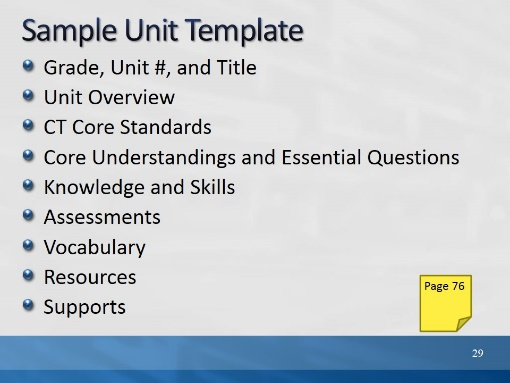 Sample Unit Template
Grade, Unit #, and Title
Unit Overview
CT Core Standards
Core Understandings and Essential Questions
Knowledge and Skills
Assessments
Vocabulary
Resources
Supports
Page 76
29